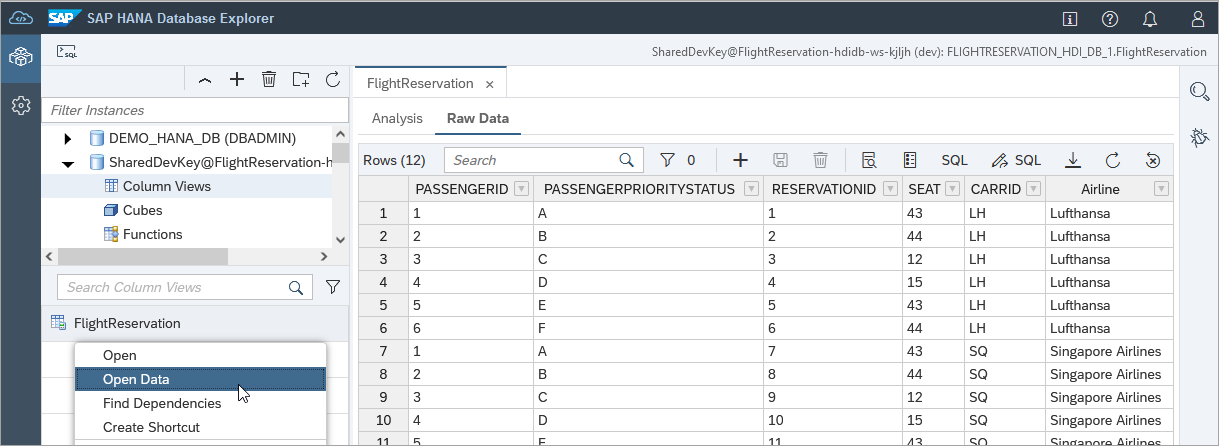 SAP SAP HANA Database Explorer
SQL
SharedDevKey@FlightReservation-hdidb-ws-kjljh (dev): FLIGHTRESERVATION_HDI_DB_1.FlightReservation
Filter Instances
DEMO_HANA_DB (DBADMIN)
SharedDevKey@FlightReservation-h
Column Views
Cubes
Functions
Search Column Views
FlightReservation
Open
Open Data
Find Dependencies
Create Shortcut
FlightReservation ×
Analysis Raw Data
Rows (12) Search 0 SQL SQL
PASSENGERID PASSENGERPRIORITYSTATUS RESERVATIONID SEAT CARRID Airline
1 1 A 1 43 LH Lufthansa
2 2 B 2 44 LH Lufthansa
3 3 C 3 12 LH Lufthansa
4 4 D 4 15 LH Lufthansa
5 5 E 5 43 LH Lufthansa
6 6 F 6 44 LH Lufthansa
7 1 A 7 43 SQ Singapore Airlines
8 2 B 8 44 SQ Singapore Airlines
9 3 C 9 12 SQ Singapore Airlines
10 4 D 10 15 SQ Singapore Airlines
11 5 E 11 43 SQ Singapore Airlines